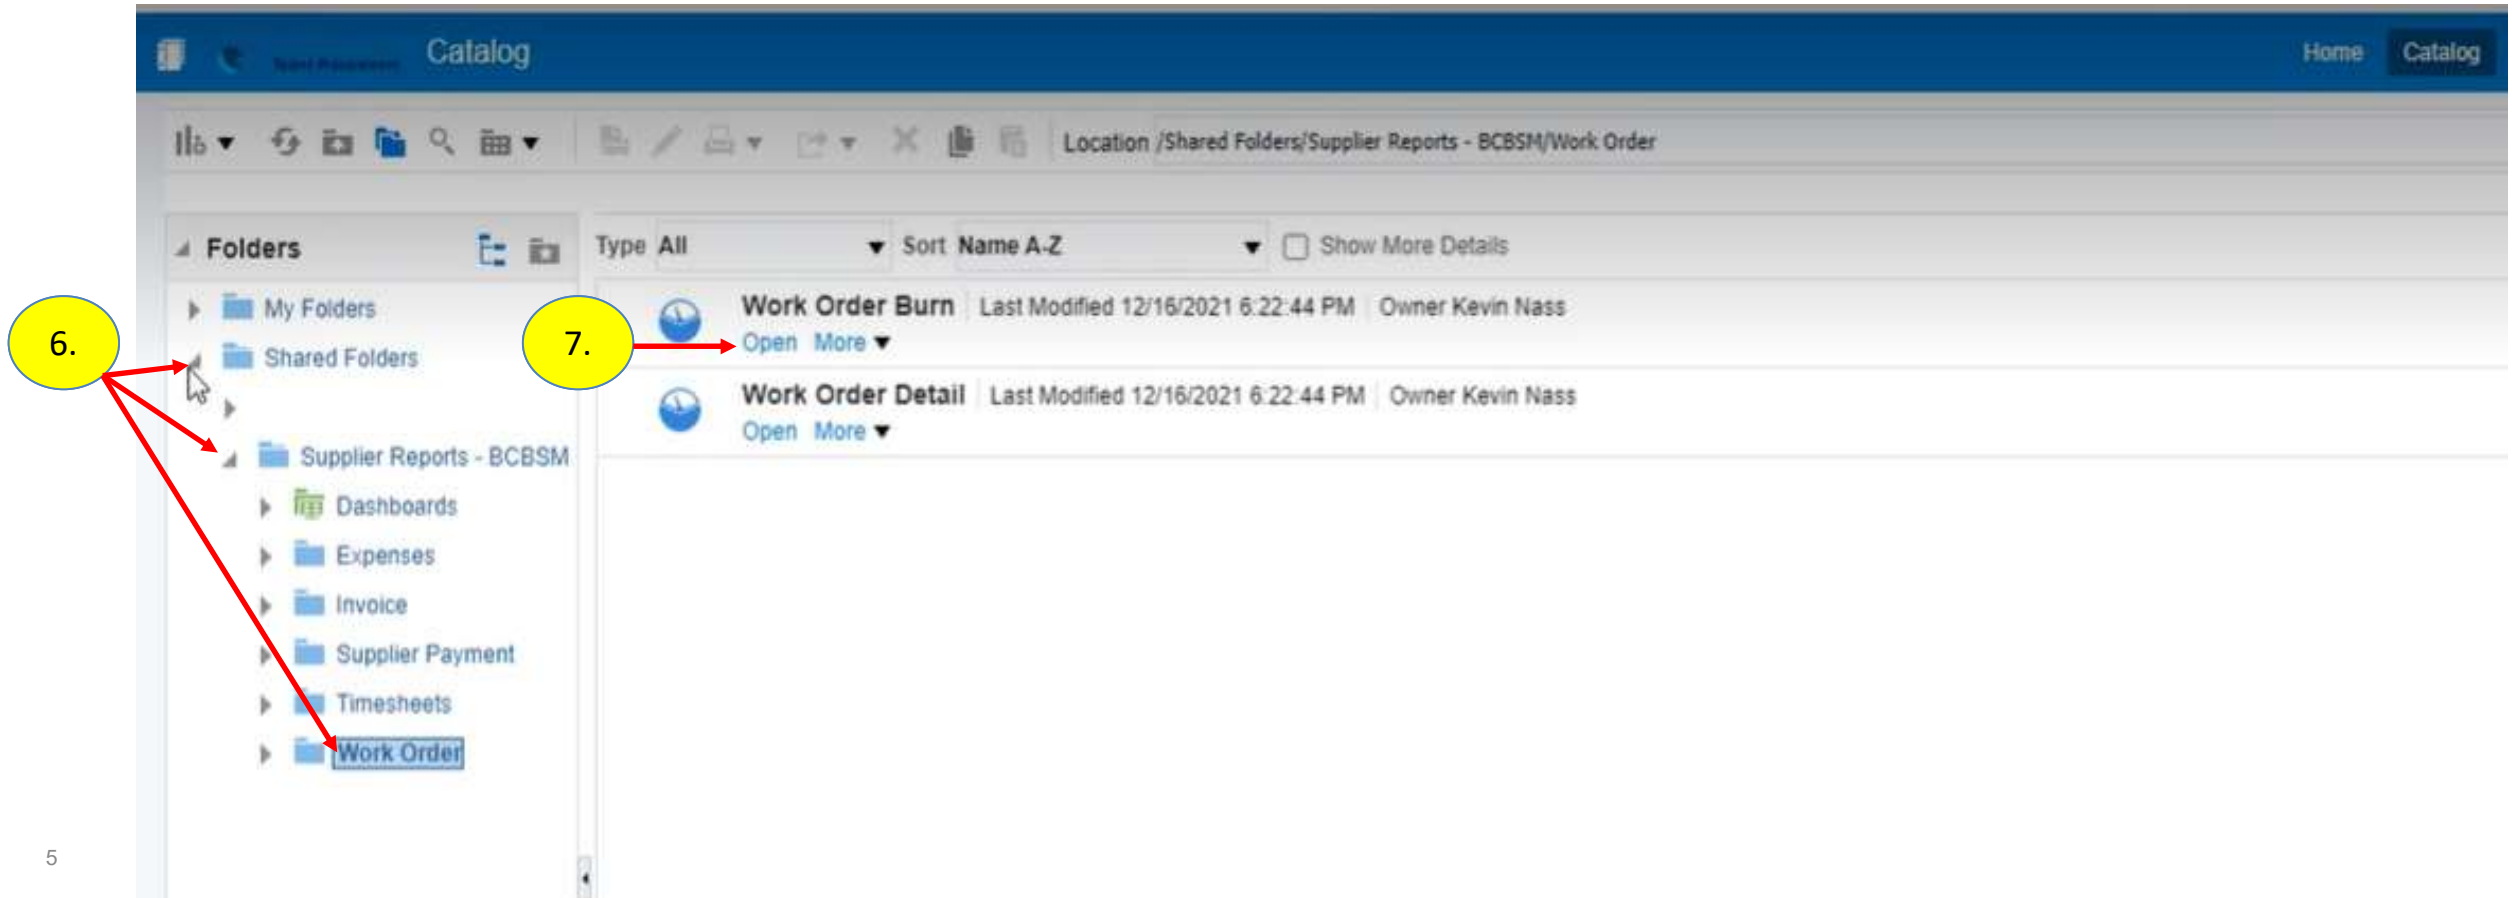 Catalog
Home Catalog
Location /Shared Folders/Supplier Reports - BCBSM/Work Order
Folders
Type All Sort Name A-Z Show More Details
My Folders
Work Order Burn Last Modified 12/16/2021 6:22:44 PM Owner Kevin Nass
6.
7.
Open More
Shared Folders
Work Order Detail Last Modified 12/16/2021 6:22:44 PM Owner Kevin Nass
Open More
Supplier Reports - BCBSM
Dashboards
Expenses
Invoice
Supplier Payment
Timesheets
Work Order
5